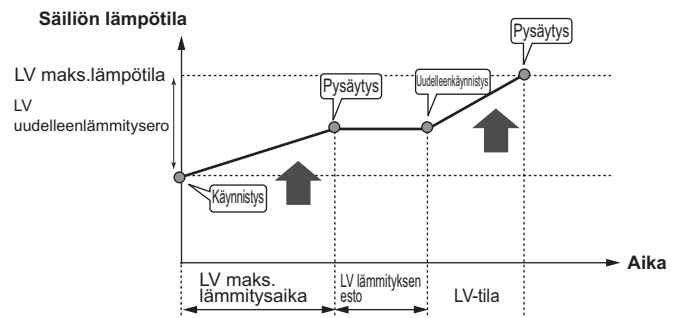 Säiliön lämpötila
Pysäytys
LV maks.lämpötila
Pysäytys
Uudelleenkäynnistys
LV
uudelleenlämmitysero
Käynnistys
Aika
LV maks.
lämmitysaika
LV lämmityksen
esto
LV-tila